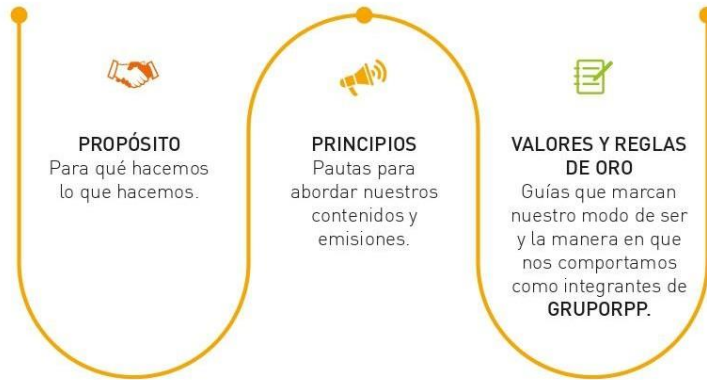 PROPÓSITO
Para qué hacemos
lo que hacemos.
PRINCIPIOS
Pautas para
abordar nuestros
contenidos y
emisiones.
VALORES Y REGLAS
DE ORO
Guías que marcan
nuestro modo de ser
y la manera en que
nos comportamos
como integrantes de
GRUPORPP.